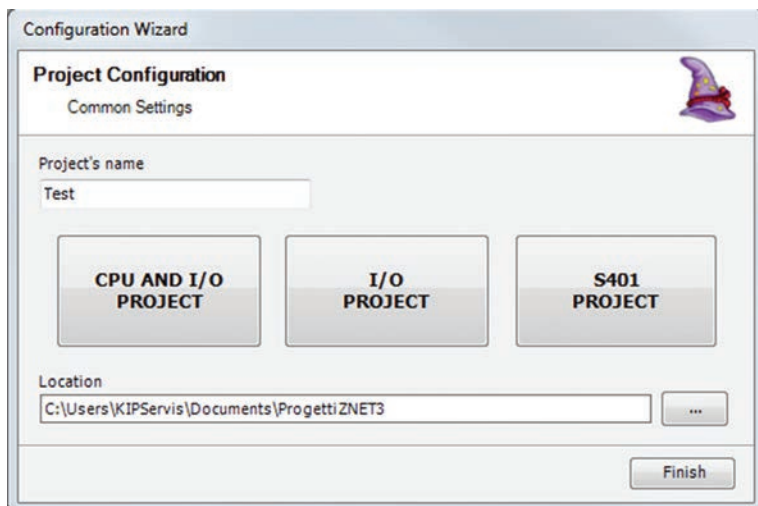 Configuration Wizard
Project Configuration
Common Settings
Project's name
Test
CPU AND I/O
PROJECT
I/O
PROJECT
S401
PROJECT
Location
C:\Users\KIPServis\Documents\ProgettiZNET3
...
Finish